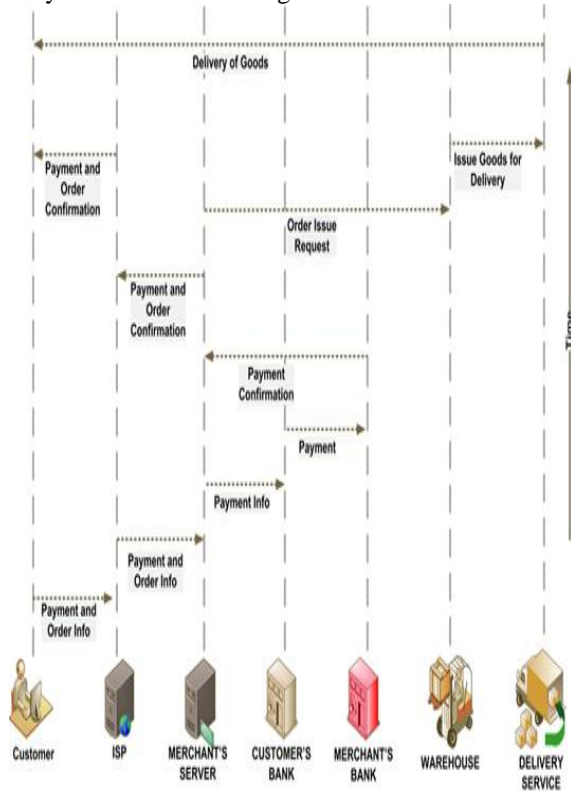 Delivery of Goods
Issue Goods for
Delivery
Payment and
Order
Confirmation
Order Issue
Request
Payment and
Order
Confirmation
Time
Payment
Confirmation
Payment
Payment Info
Payment and
Order Info
Payment and
Order Info
Customer
ISP
MERCHANT'S
SERVER
CUSTOMER'S
BANK
MERCHANT'S
BANK
WAREHOUSE
DELIVERY
SERVICE